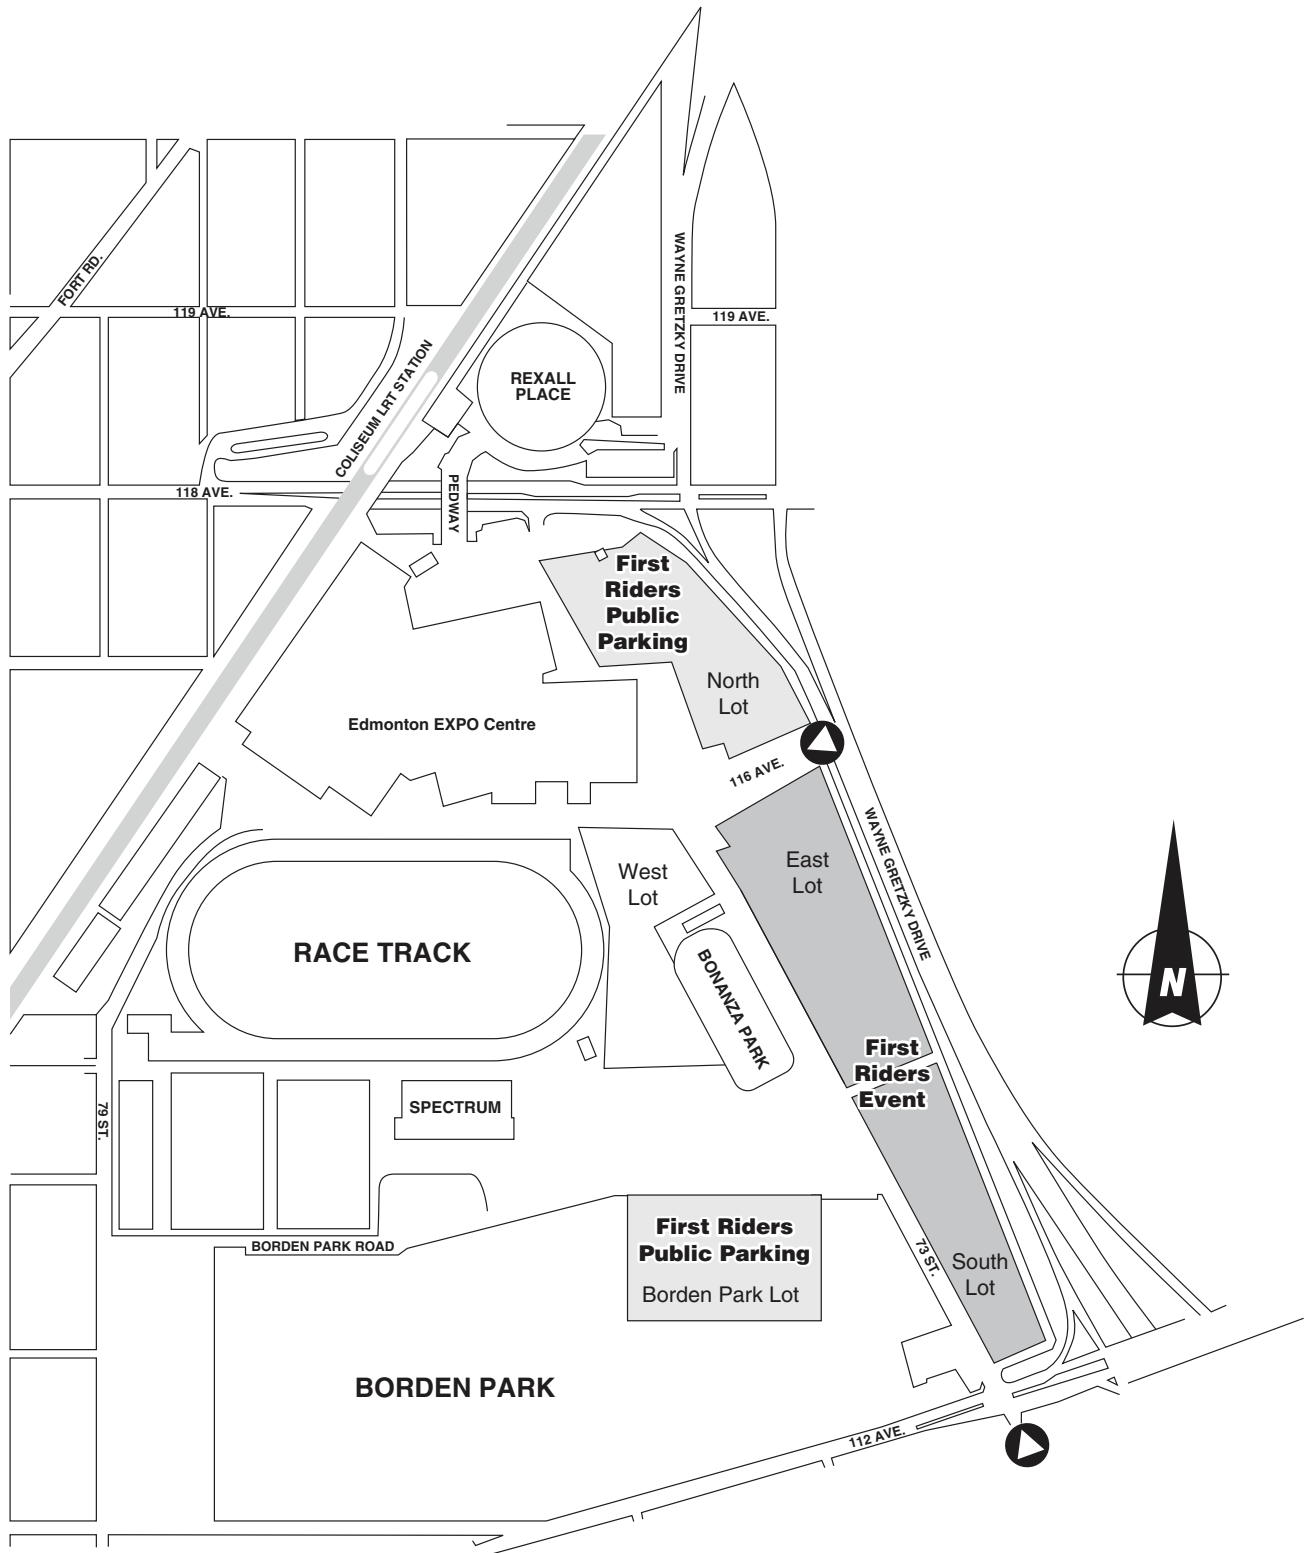 WAYNE GRETZKY DRIVE
FORT RD.
119 AVE.
119 AVE.
COLISEUM LRT STATION
REXALL
PLACE
118 AVE.
PEDWAY
First
Riders
Public
Parking
North
Lot
Edmonton EXPO Centre
116 AVE.
WAYNE GRETZKY DRIVE
East
Lot
West
Lot
RACE TRACK
BONANZA PARK
N
First
Riders
Event
79 ST.
SPECTRUM
First Riders
Public Parking
Borden Park Lot
BORDEN PARK ROAD
73 ST.
South
Lot
BORDEN PARK
112 AVE.